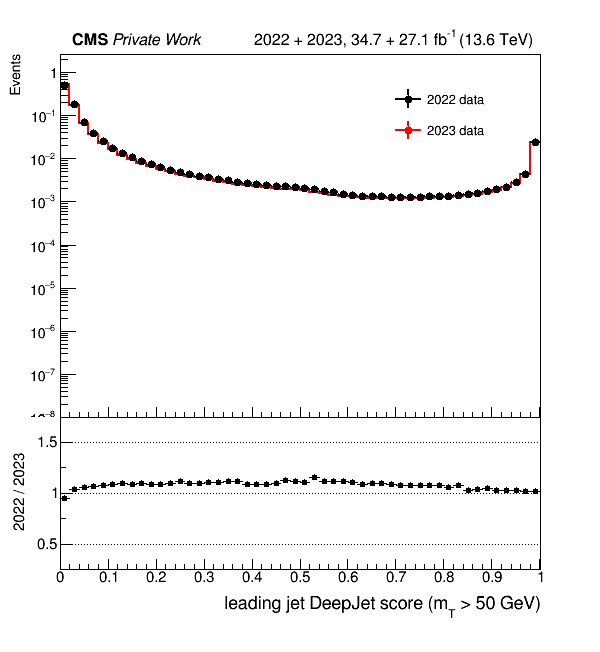 CMS Private Work 2022 + 2023, 34.7 + 27.1 fb⁻¹ (13.6 TeV)
Events
2022 data
2023 data
1
10⁻¹
10⁻²
10⁻³
10⁻⁴
10⁻⁵
10⁻⁶
10⁻⁷
10⁻⁸
2022 / 2023
1.5
1
0.5
0 0.1 0.2 0.3 0.4 0.5 0.6 0.7 0.8 0.9 1
leading jet DeepJet score (m_T > 50 GeV)